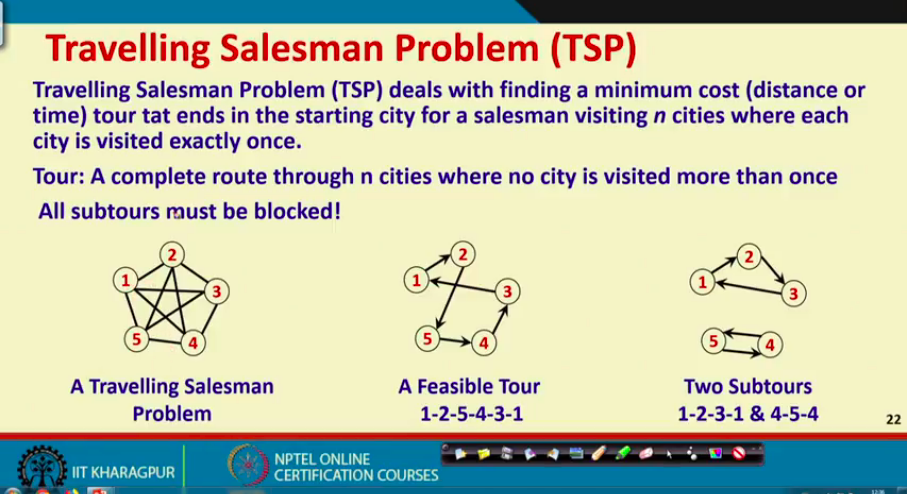 Travelling Salesman Problem (TSP)
Travelling Salesman Problem (TSP) deals with finding a minimum cost (distance or
time) tour tat ends in the starting city for a salesman visiting n cities where each
city is visited exactly once.
Tour: A complete route through n cities where no city is visited more than once
All subtours must be blocked!
2
1
3
5
4
2
1
3
5
4
2
1
3
5
4
A Travelling Salesman
Problem
A Feasible Tour
1-2-5-4-3-1
Two Subtours
1-2-3-1 & 4-5-4
22
IIT KHARAGPUR
NPTEL ONLINE
CERTIFICATION COURSES